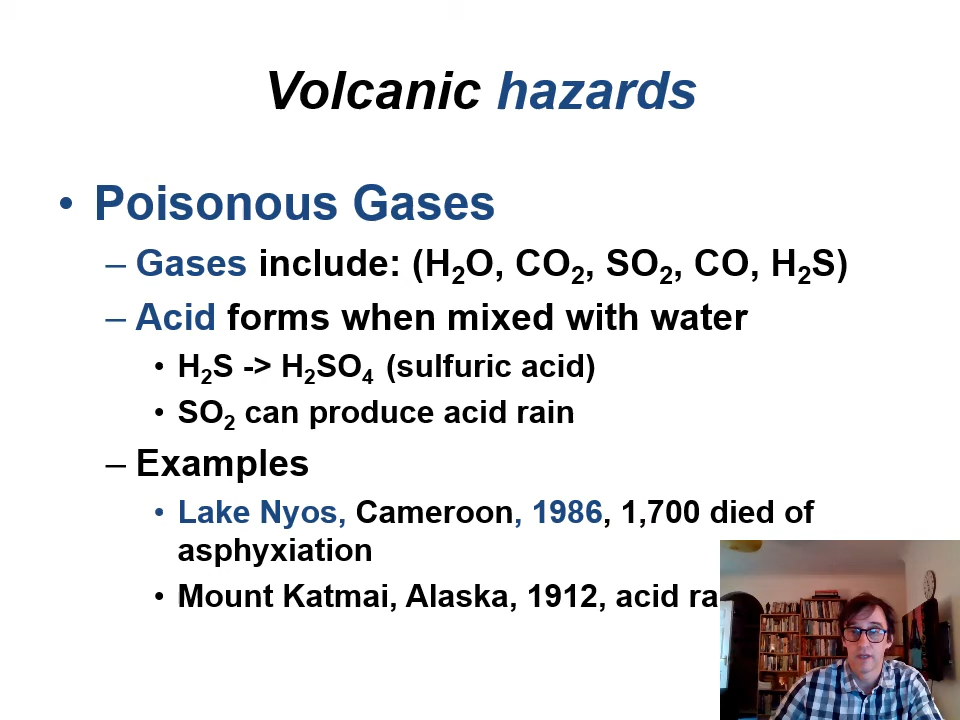 Volcanic hazards
• Poisonous Gases
– Gases include: (H₂O, CO₂, SO₂, CO, H₂S)
– Acid forms when mixed with water
• H₂S -> H₂SO₄ (sulfuric acid)
• SO₂ can produce acid rain
– Examples
• Lake Nyos, Cameroon, 1986, 1,700 died of
asphyxiation
• Mount Katmai, Alaska, 1912, acid